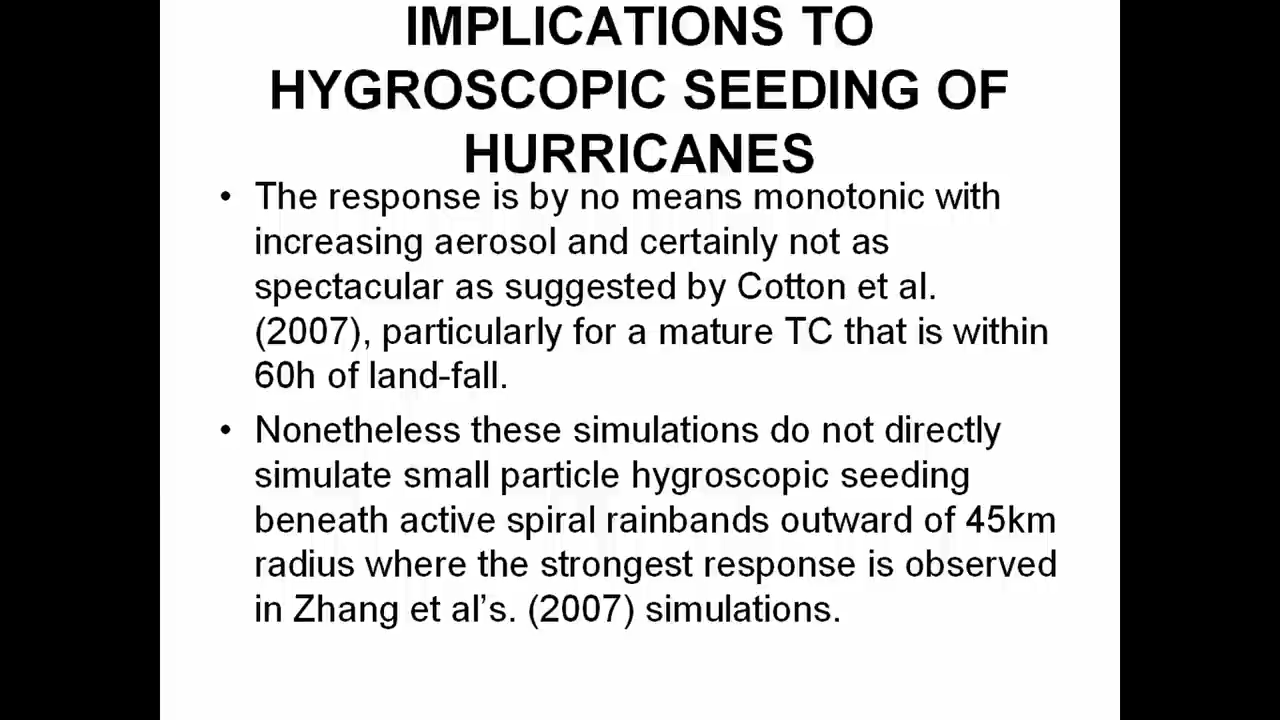 IMPLICATIONS TO
HYGROSCOPIC SEEDING OF
HURRICANES
• The response is by no means monotonic with
increasing aerosol and certainly not as
spectacular as suggested by Cotton et al.
(2007), particularly for a mature TC that is within
60h of land-fall.
• Nonetheless these simulations do not directly
simulate small particle hygroscopic seeding
beneath active spiral rainbands outward of 45km
radius where the strongest response is observed
in Zhang et al’s. (2007) simulations.